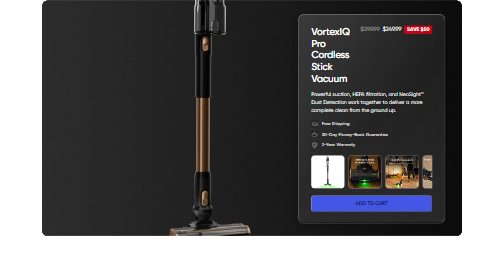 VortexIQ
Pro
Cordless
Stick
Vacuum
$299.99 $249.99 SAVE $50
Powerful suction, HEPA filtration, and NeoSight™
Dust Detection work together to deliver a more
complete clean from the ground up.
Free Shipping
30-Day Money-Back Guarantee
2-Year Warranty
ADD TO CART